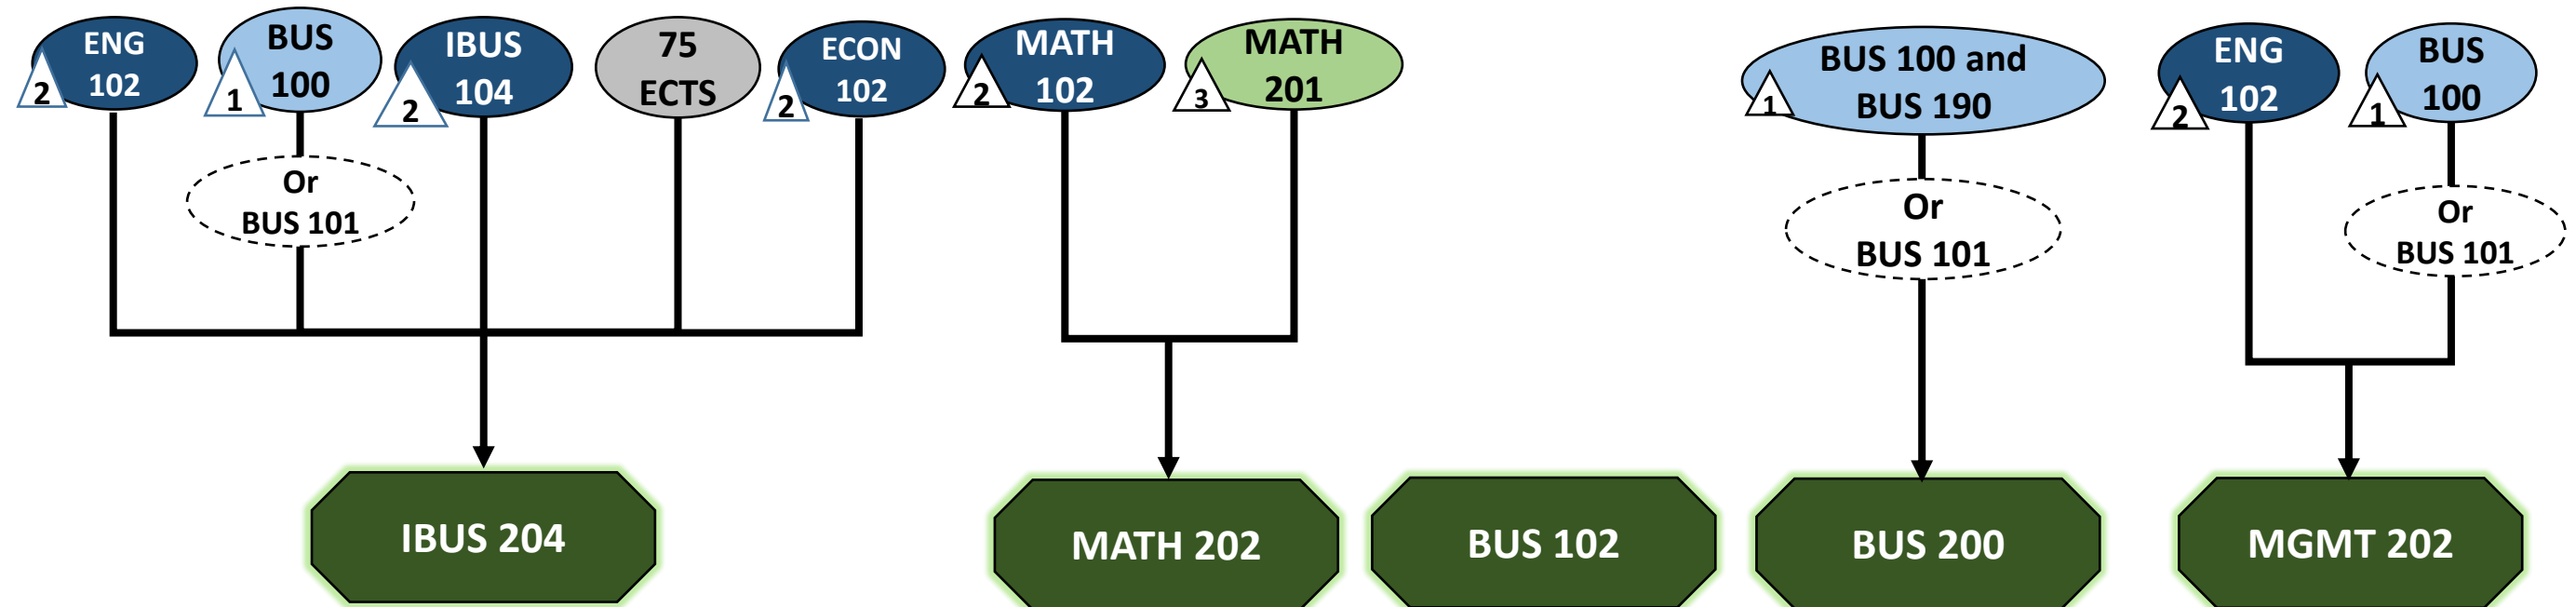 ENG
102
2
BUS
100
1
Or
BUS 101
IBUS
104
2
75
ECTS
ECON
102
2
IBUS 204
MATH
102
2
MATH
201
3
MATH 202
BUS 102
BUS 100 and
BUS 190
1
Or
BUS 101
BUS 200
ENG
102
2
BUS
100
1
Or
BUS 101
MGMT 202